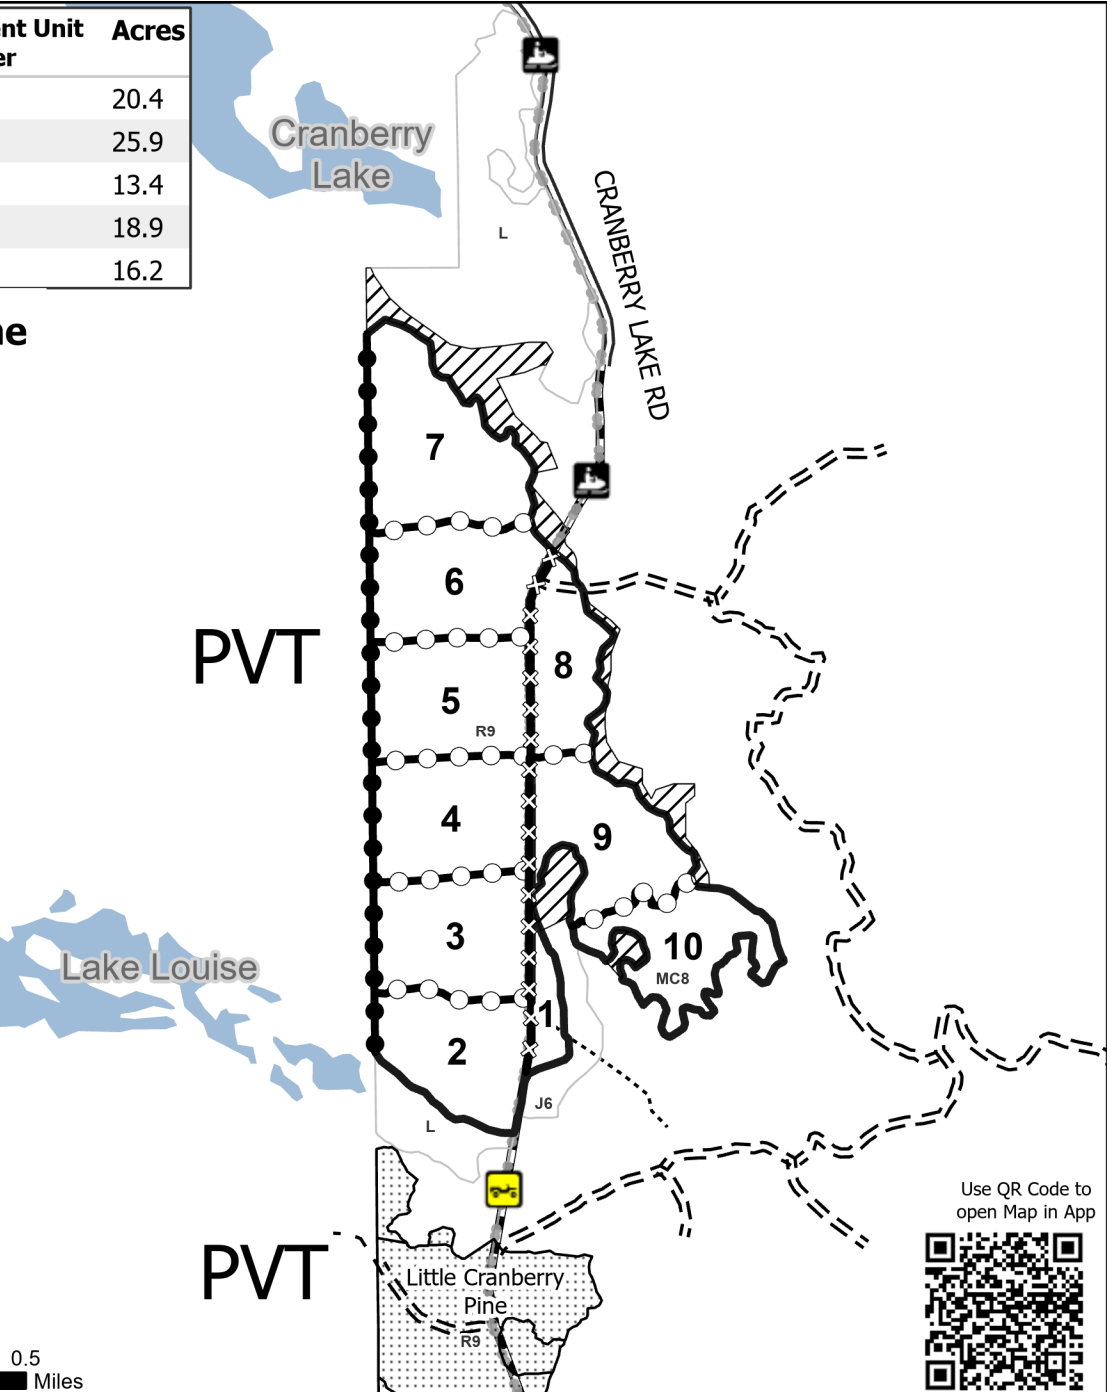 ent Unit Acres
er
20.4
25.9
13.4
18.9
16.2
ne
Cranberry
Lake
L
CRANBERRY LAKE RD
7
6
PVT
8
5
R9
4
9
3
10
Lake Louise
MC8
1
2
J6
L
Use QR Code to
open Map in App
PVT
Little Cranberry
Pine
R9
0.5
Miles